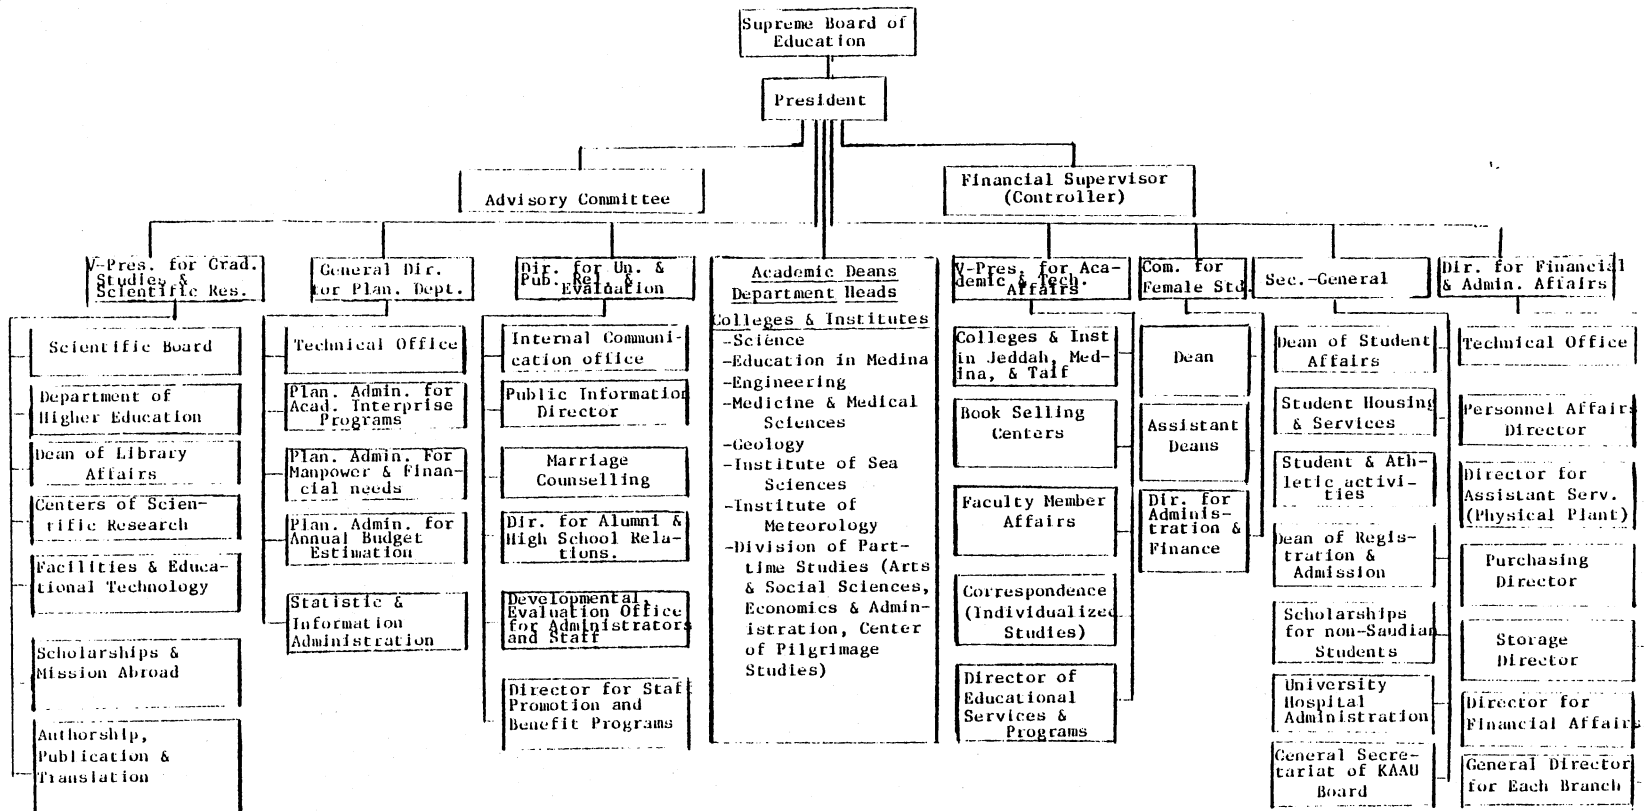 Supreme Board of
Education
President
Advisory Committee
Financial Supervisor
(Controller)
V-Pres. for Grad.
Studies &
Scientific Res.
General Dir.
for Plan. Dept.
Dir. for Un. &
Pub. Rel. &
Evaluation
Academic Deans
Department Heads
V-Pres. for Aca-
demic & Tech.
Affairs
Com. for
Female Std.
Sec.-General
Dir. for Financial
& Admin. Affairs
Scientific Board
Department of
Higher Education
Dean of Library
Affairs
Centers of Scien-
tific Research
Facilities & Educa-
tional Technology
Scholarships &
Mission Abroad
Authorship,
Publication &
Translation
Technical Office
Plan. Admin. for
Acad. Interprise
Programs
Plan. Admin. For
Manpower & Finan-
cial needs
Plan. Admin. for
Annual Budget
Estimation
Statistic &
Information
Administration
Internal Communi-
cation office
Public Information
Director
Marriage
Counselling
Dir. for Alumni &
High School Rela-
tions.
Developmental,
Evaluation Office
for Administrators
and Staff
Director for Staff
Promotion and
Benefit Programs
Colleges & Institutes
-Science
-Education in Medina
-Engineering
-Medicine & Medical
Sciences
-Geology
-Institute of Sea
Sciences
-Institute of
Meteorology
-Division of Part-
time Studies (Arts
& Social Sciences,
Economics & Admin-
istration, Center
of Pilgrimage
Studies)
Colleges & Inst
in Jeddah, Med-
ina, & Taif
Book Selling
Centers
Faculty Member
Affairs
Correspondence
(Individualized
Studies)
Director of
Educational
Services &
Programs
Dean
Assistant
Deans
Dir. for
Adminis-
tration &
Finance
Dean of Student
Affairs
Student Housing
& Services
Student & Ath-
letic activi-
ties
Dean of Regis-
tration &
Admission
Scholarships
for non-Saudian
Students
University
Hospital
Administration
General Secre-
tariat of KAAU
Board
Technical Office
Personnel Affairs
Director
Director for
Assistant Serv.
(Physical Plant)
Purchasing
Director
Storage
Director
Director for
Financial Affairs
General Director
for Each Branch